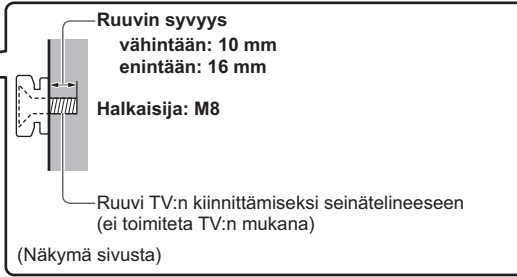 Ruuvin syvyys
vähintään: 10 mm
enintään: 16 mm
Halkaisija: M8
Ruuvi TV:n kiinnittämiseksi seinätelineeseen
(ei toimiteta TV:n mukana)
(Näkymä sivusta)